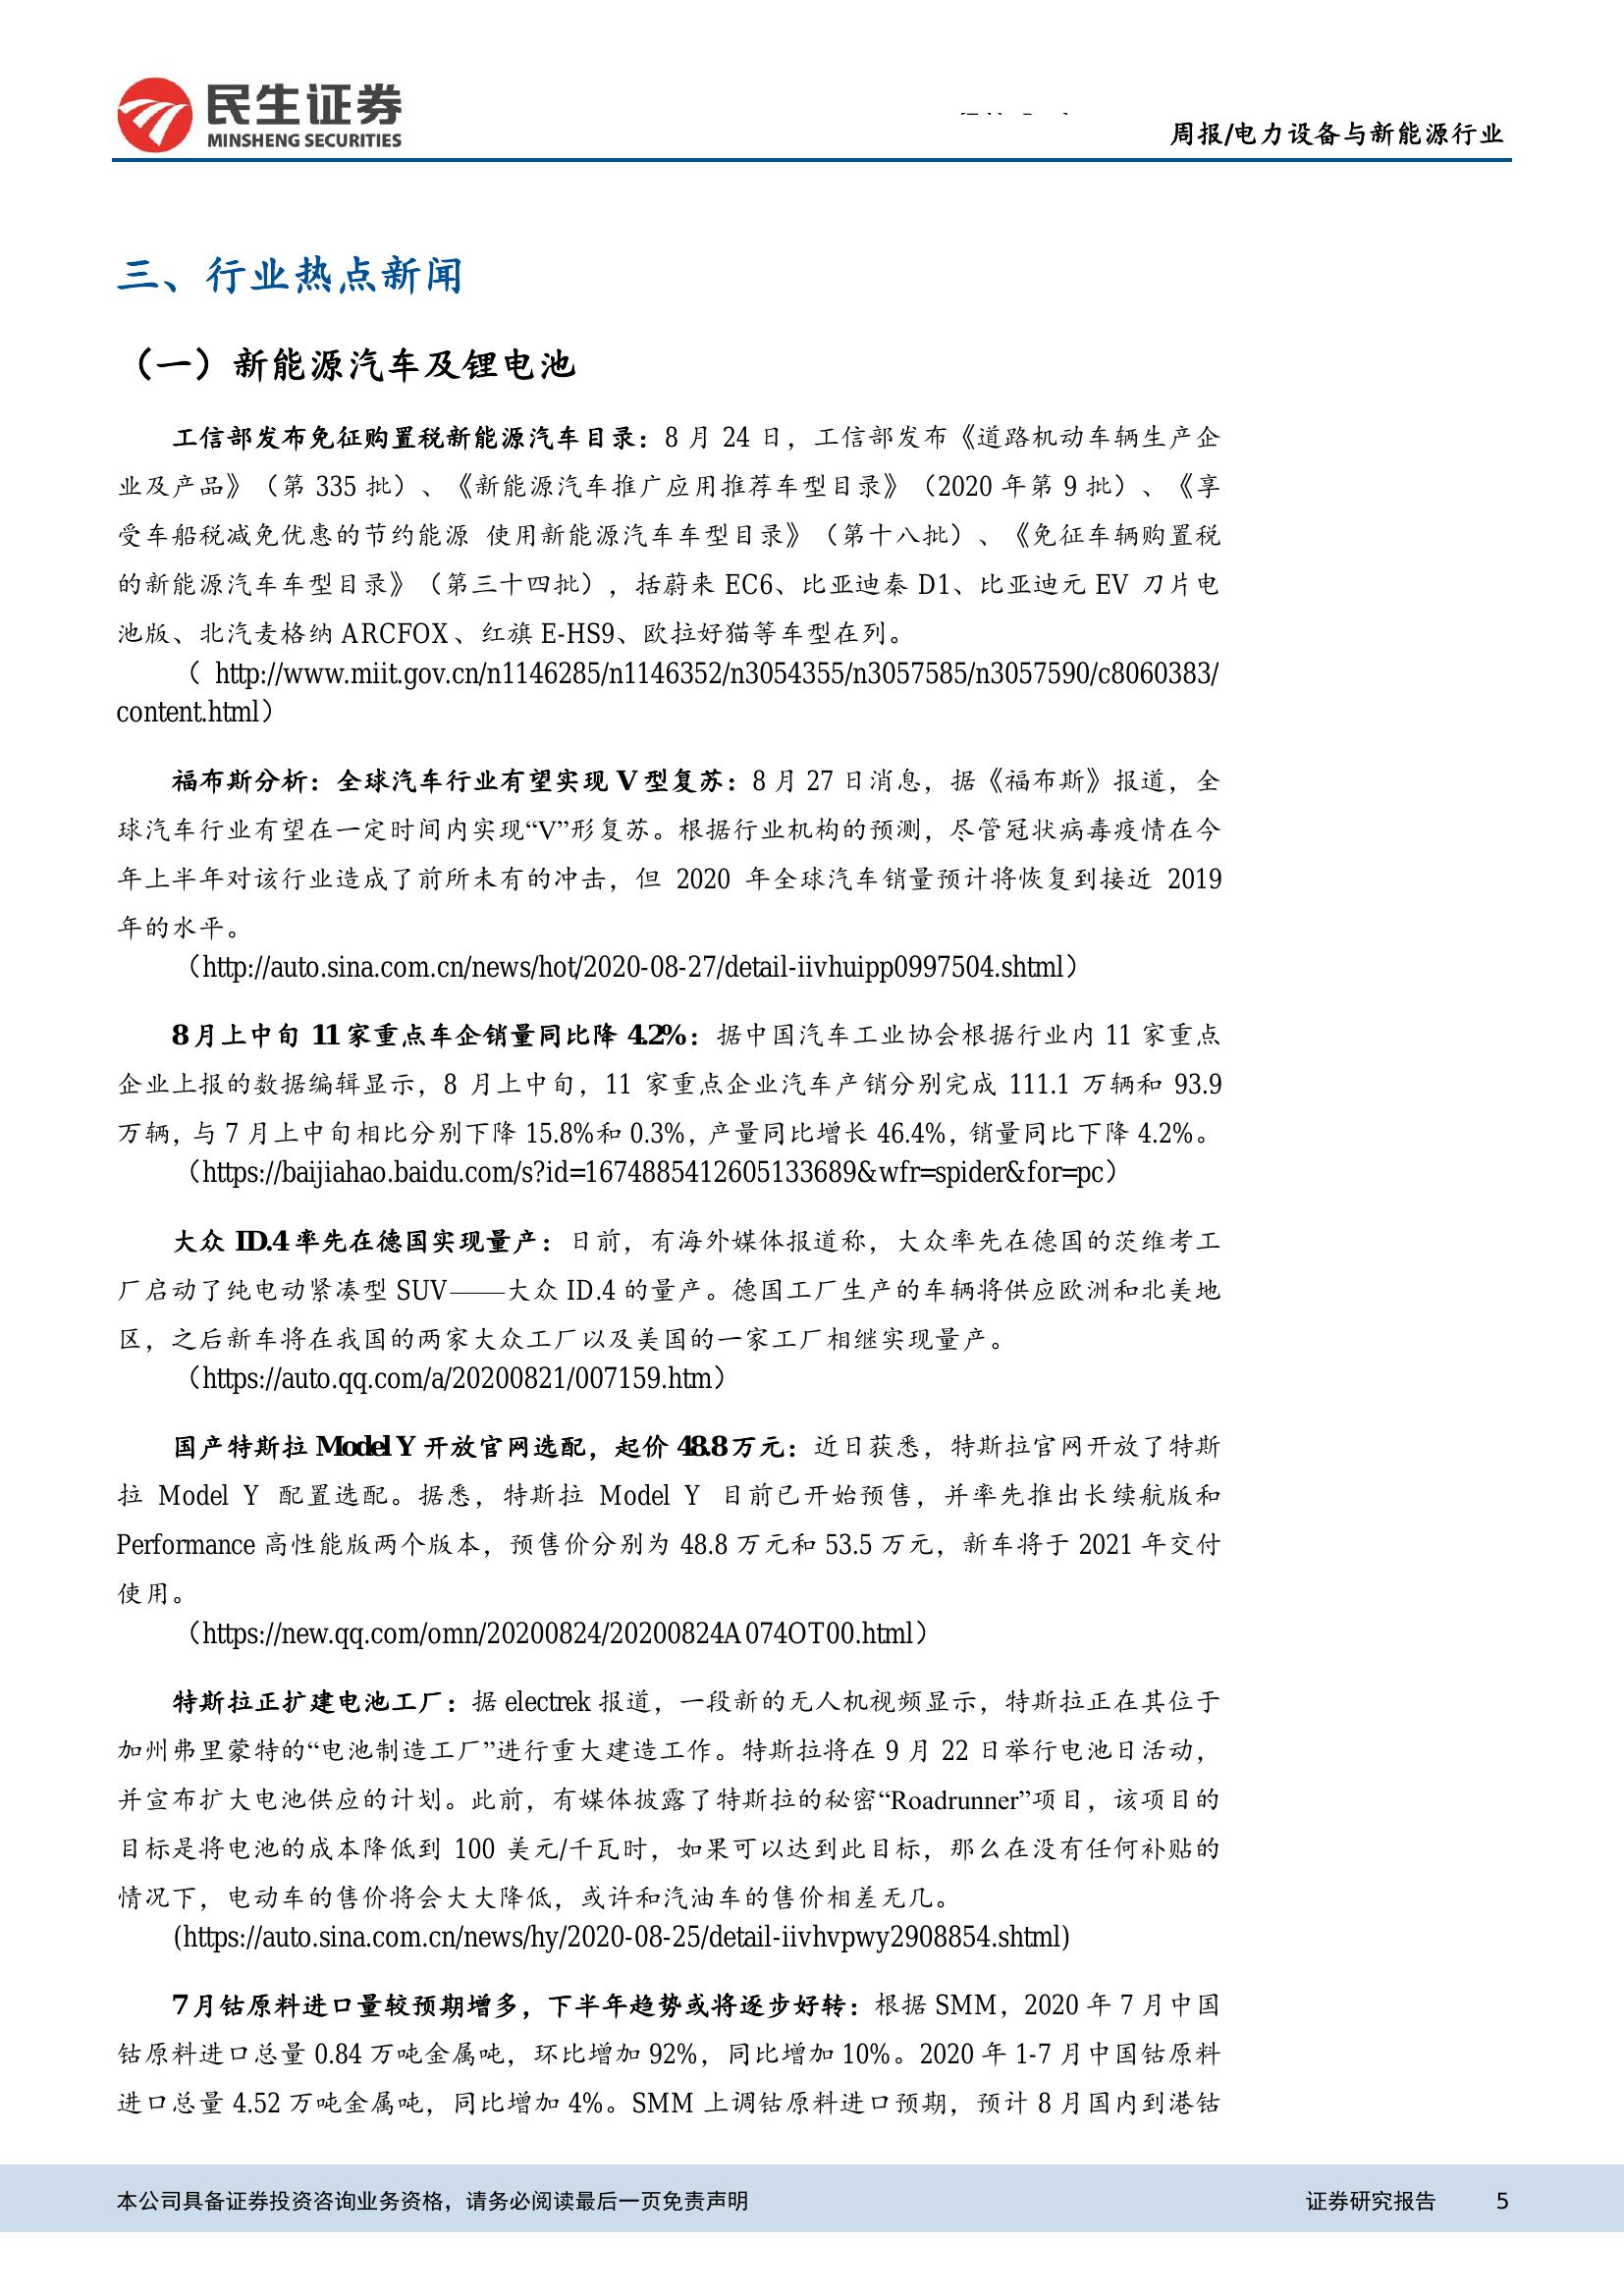 民生证券
MINSHENG SECURITIES
周报/电力设备与新能源行业
三、行业热点新闻
（一）新能源汽车及锂电池
工信部发布免征购置税新能源汽车目录：8 月 24 日，工信部发布《道路机动车辆生产企
业及产品》（第 335 批）、《新能源汽车推广应用推荐车型目录》（2020 年第 9 批）、《享
受车船税减免优惠的节约能源 使用新能源汽车车型目录》（第十八批）、《免征车辆购置税
的新能源汽车车型目录》（第三十四批），括蔚来 EC6、比亚迪秦 D1、比亚迪元 EV 刀片电
池版、北汽麦格纳 ARCFOX、红旗 E-HS9、欧拉好猫等车型在列。
（ http://www.miit.gov.cn/n1146285/n1146352/n3054355/n3057585/n3057590/c8060383/
content.html）
福布斯分析：全球汽车行业有望实现 V 型复苏：8 月 27 日消息，据《福布斯》报道，全
球汽车行业有望在一定时间内实现“V”形复苏。根据行业机构的预测，尽管冠状病毒疫情在今
年上半年对该行业造成了前所未有的冲击，但 2020 年全球汽车销量预计将恢复到接近 2019
年的水平。
（http://auto.sina.com.cn/news/hot/2020-08-27/detail-iivhuipp0997504.shtml）
8 月上中旬 11 家重点车企销量同比降 4.2%：据中国汽车工业协会根据行业内 11 家重点
企业上报的数据编辑显示，8 月上中旬，11 家重点企业汽车产销分别完成 111.1 万辆和 93.9
万辆，与 7 月上中旬相比分别下降 15.8%和 0.3%，产量同比增长 46.4%，销量同比下降 4.2%。
（https://baijiahao.baidu.com/s?id=1674885412605133689&wfr=spider&for=pc）
大众 ID.4 率先在德国实现量产：日前，有海外媒体报道称，大众率先在德国的茨维考工
厂启动了纯电动紧凑型 SUV——大众 ID.4 的量产。德国工厂生产的车辆将供应欧洲和北美地
区，之后新车将在我国的两家大众工厂以及美国的一家工厂相继实现量产。
（https://auto.qq.com/a/20200821/007159.htm）
国产特斯拉 Model Y 开放官网选配，起价 48.8 万元：近日获悉，特斯拉官网开放了特斯
拉 Model Y 配置选配。据悉，特斯拉 Model Y 目前已开始预售，并率先推出长续航版和
Performance 高性能版两个版本，预售价分别为 48.8 万元和 53.5 万元，新车将于 2021 年交付
使用。
（https://new.qq.com/omn/20200824/20200824A074OT00.html）
特斯拉正扩建电池工厂：据 electrek 报道，一段新的无人机视频显示，特斯拉正在其位于
加州弗里蒙特的“电池制造工厂”进行重大建造工作。特斯拉将在 9 月 22 日举行电池日活动，
并宣布扩大电池供应的计划。此前，有媒体披露了特斯拉的秘密“Roadrunner”项目，该项目的
目标是将电池的成本降低到 100 美元/千瓦时，如果可以达到此目标，那么在没有任何补贴的
情况下，电动车的售价将会大大降低，或许和汽油车的售价相差无几。
(https://auto.sina.com.cn/news/hy/2020-08-25/detail-iivhvpwy2908854.shtml)
7 月钴原料进口量较预期增多，下半年趋势或将逐步好转：根据 SMM，2020 年 7 月中国
钴原料进口总量 0.84 万吨金属吨，环比增加 92%，同比增加 10%。2020 年 1-7 月中国钴原料
进口总量 4.52 万吨金属吨，同比增加 4%。SMM 上调钴原料进口预期，预计 8 月国内到港钴
本公司具备证券投资咨询业务资格，请务必阅读最后一页免责声明 证券研究报告 5